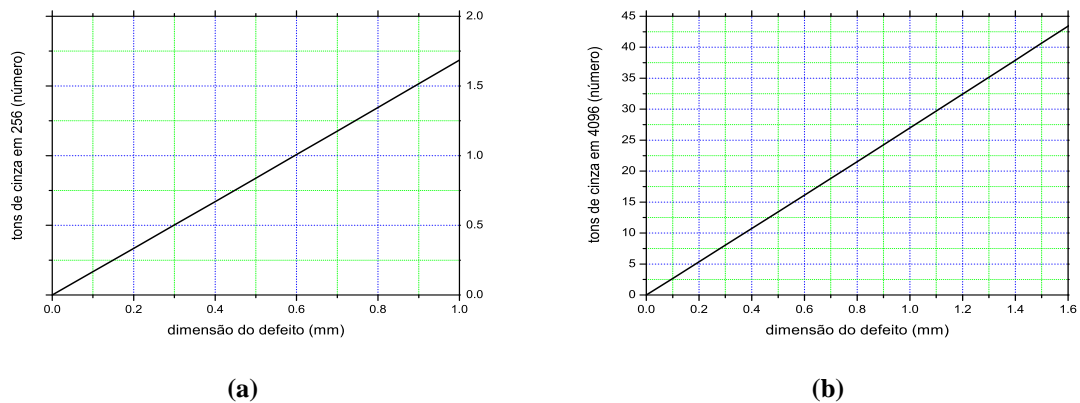 2.0
1.5
1.0
0.5
0.0
tons de cinza em 256 (número)
0.0 0.2 0.4 0.6 0.8 1.0
dimensão do defeito (mm)
(a)
45
40
35
30
25
20
15
10
5
0
tons de cinza em 4096 (número)
0.0 0.2 0.4 0.6 0.8 1.0 1.2 1.4 1.6
dimensão do defeito (mm)
(b)